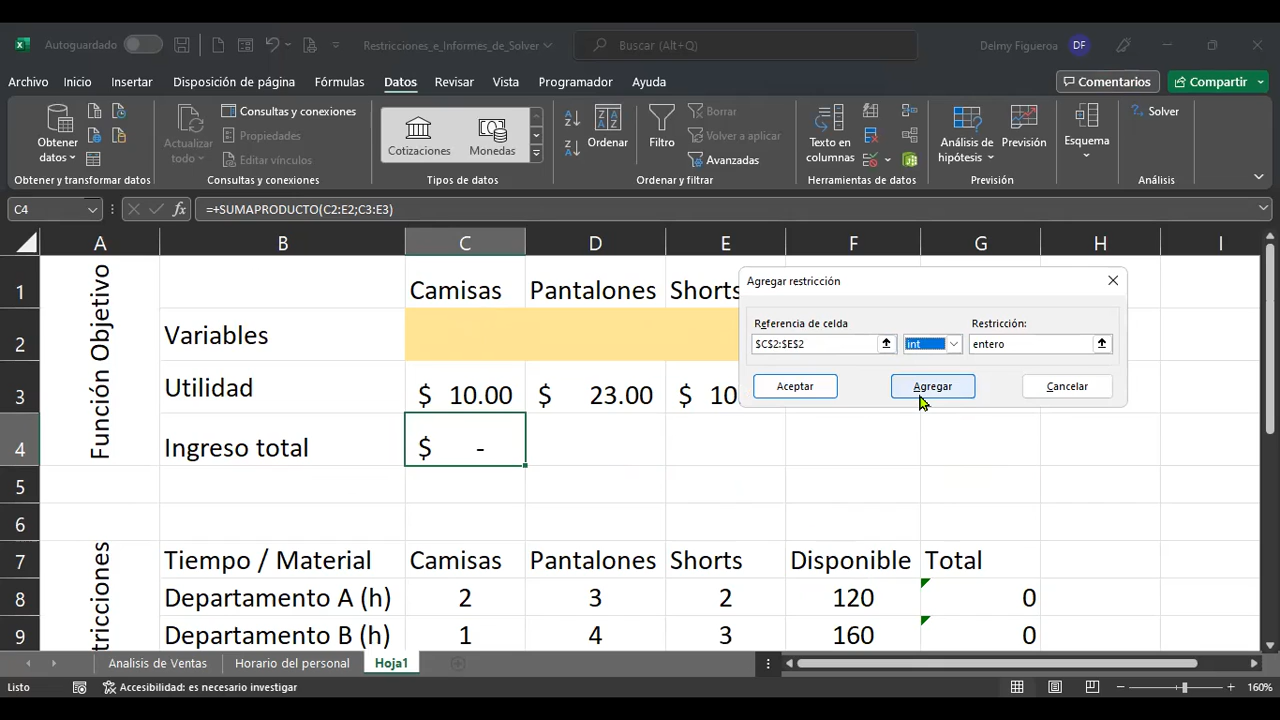 Autoguardado
Restricciones_e_Informes_de_Solver
Buscar (Alt+Q)
Delmy Figueroa
DF
Archivo Inicio Insertar Disposición de página Fórmulas Datos Revisar Vista Programador Ayuda
Comentarios
Compartir
Obtener datos
Actualizar todo
Consultas y conexiones
Propiedades
Editar vínculos
Cotizaciones
Monedas
Ordenar
Filtro
Borrar
Volver a aplicar
Avanzadas
Texto en columnas
Análisis de hipótesis
Previsión
Esquema
Solver
Obtener y transformar datos
Consultas y conexiones
Tipos de datos
Ordenar y filtrar
Herramientas de datos
Previsión
Análisis
C4
fx
=+SUMAPRODUCTO(C2:E2;C3:E3)
A B C D E F G H I
Función Objetivo
1 Camisas Pantalones Shorts
2 Variables
3 Utilidad $ 10.00 $ 23.00 $ 10
4 Ingreso total $ -
5
6
Agregar restricción
Referencia de celda
Restricción:
$C$2:$E$2
int
entero
Aceptar
Agregar
Cancelar
tricciones
7 Tiempo / Material Camisas Pantalones Shorts Disponible Total
8 Departamento A (h) 2 3 2 120 0
9 Departamento B (h) 1 4 3 160 0
Analisis de Ventas
Horario del personal
Hoja1
Listo
Accesibilidad: es necesario investigar
160%